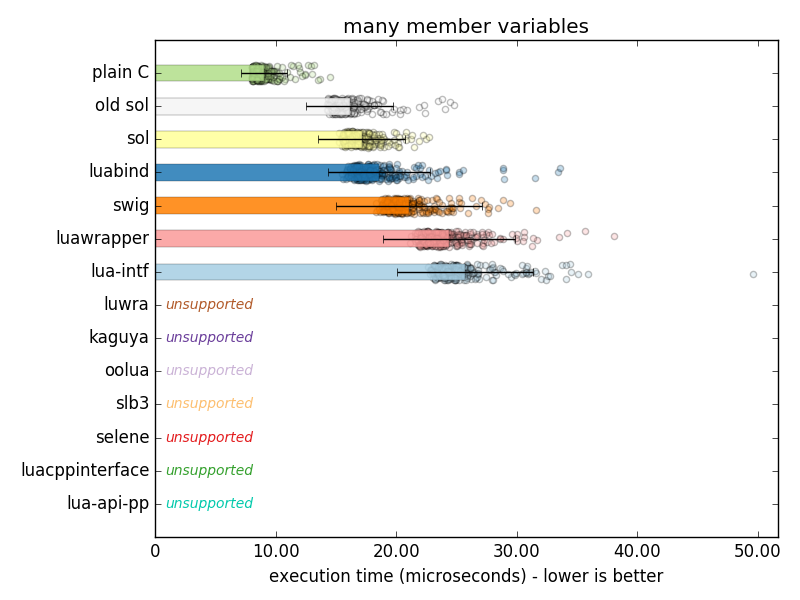 many member variables
plain C
old sol
sol
luabind
swig
luawrapper
lua-intf
luwra unsupported
kaguya unsupported
oolua unsupported
slb3 unsupported
selene unsupported
luacppinterface unsupported
lua-api-pp unsupported
0 10.00 20.00 30.00 40.00 50.00
execution time (microseconds) - lower is better